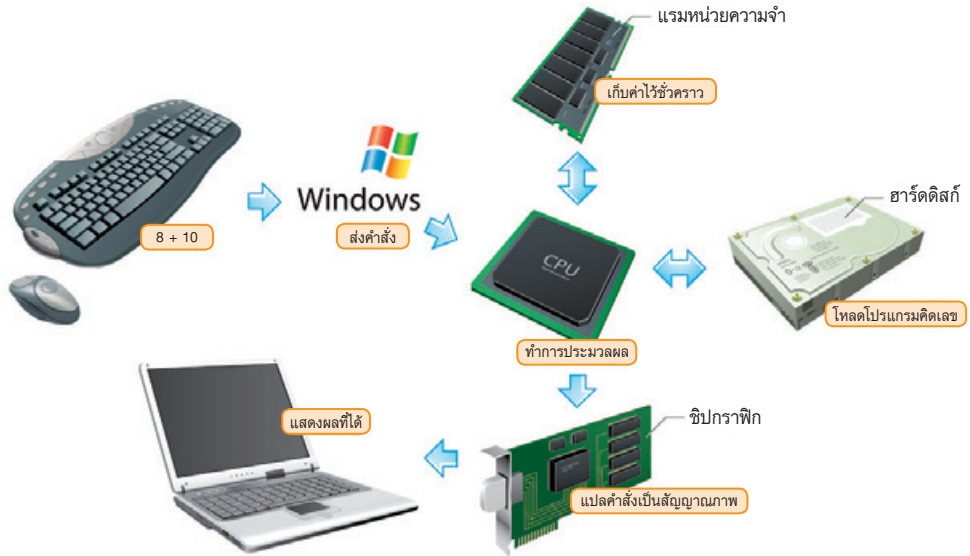 แรมหน่วยความจำ
เก็บค่าไว้ชั่วคราว
Windows
8 + 10
ส่งคำสั่ง
CPU
ฮาร์ดดิสก์
โหลดโปรแกรมคิดเลข
ทำการประมวลผล
แสดงผลที่ได้
ชิปกราฟิก
แปลคำสั่งเป็นสัญญาณภาพ